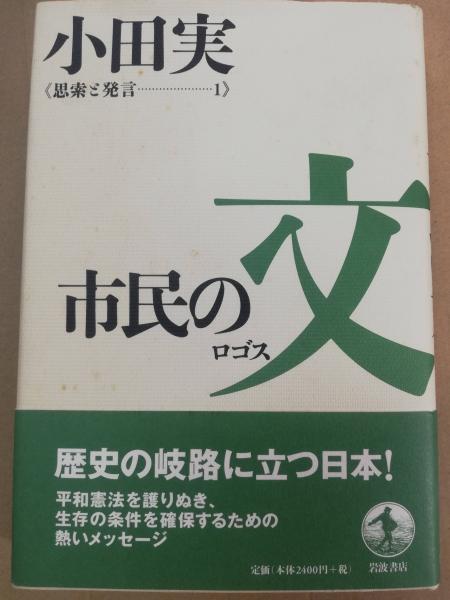 小田実
《思索と発言…………………1》
市民の文
ロゴス
歴史の岐路に立つ日本!
平和憲法を護りぬき、
生存の条件を確保するための
熱いメッセージ
定価(本体2400円+税)
岩波書店